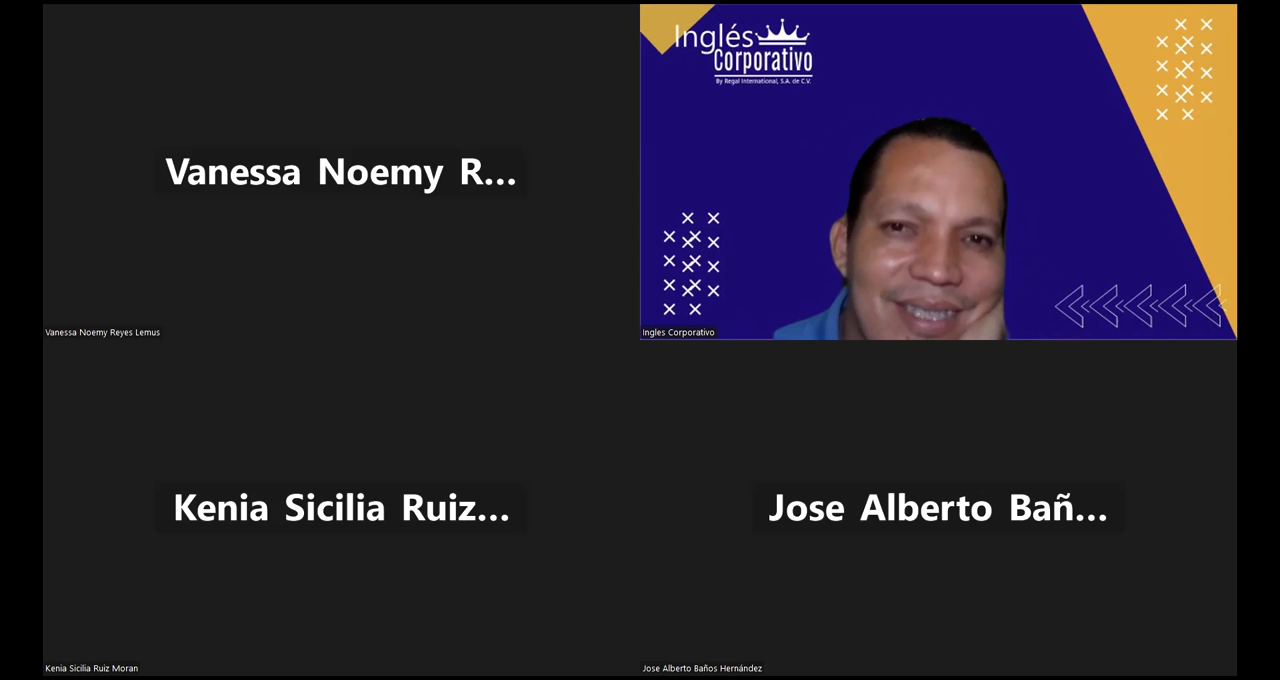 Vanessa Noemy R...
Vanessa Noemy Reyes Lemus
Inglés
Corporativo
By Regal International, S.A. de C.V.
Ingles Corporativo
Kenia Sicilia Ruiz...
Kenia Sicilia Ruiz Moran
Jose Alberto Bañ...
Jose Alberto Baños Hernández